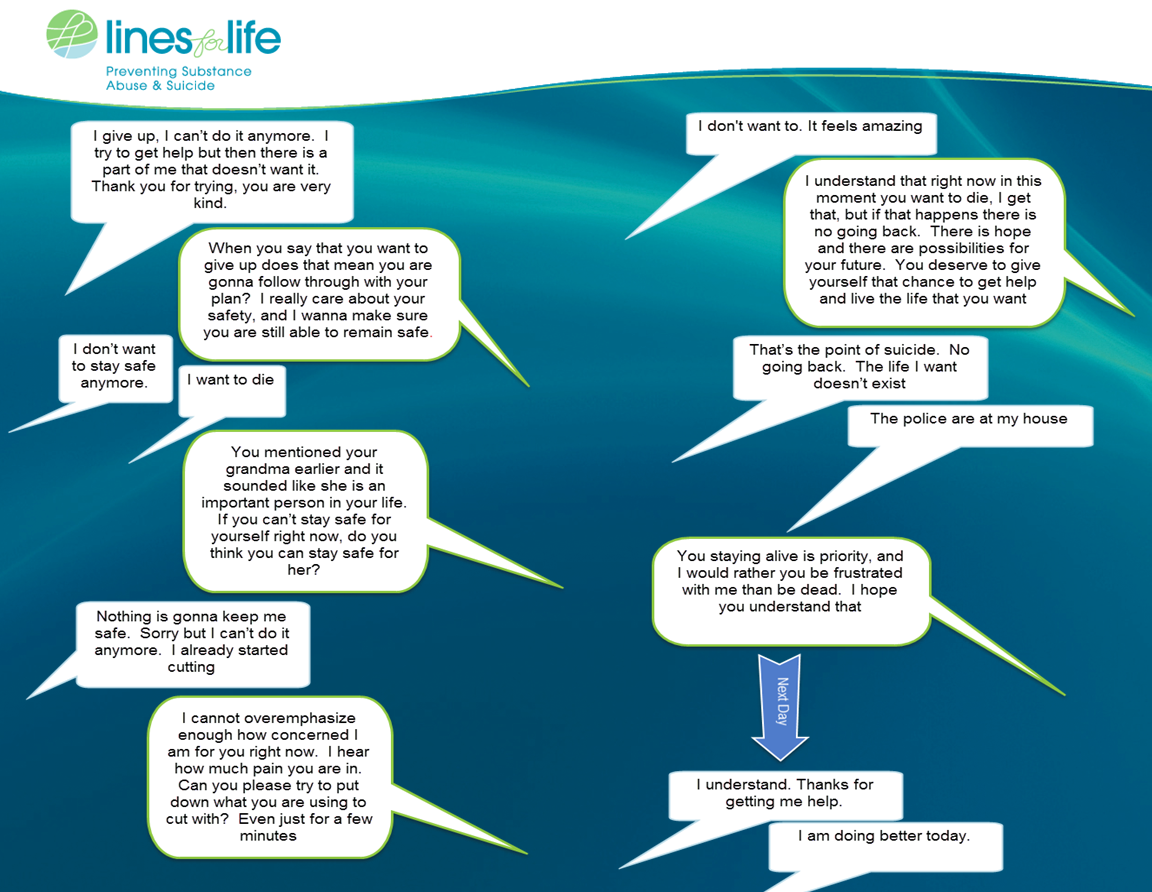 linesforlife
Preventing Substance
Abuse & Suicide
I give up, I can’t do it anymore.  I
try to get help but then there is a
part of me that doesn’t want it.
Thank you for trying, you are very
kind.
When you say that you want to
give up does that mean you are
gonna follow through with your
plan?  I really care about your
safety, and I wanna make sure
you are still able to remain safe.
I don’t want
to stay safe
anymore.
I want to die
You mentioned your
grandma earlier and it
sounded like she is an
important person in your life.
If you can’t stay safe for
yourself right now, do you
think you can stay safe for
her?
Nothing is gonna keep me
safe.  Sorry but I can’t do it
anymore.  I already started
cutting
I cannot overemphasize
enough how concerned I
am for you right now.  I hear
how much pain you are in.
Can you please try to put
down what you are using to
cut with?  Even just for a few
minutes
I don't want to. It feels amazing
I understand that right now in this
moment you want to die, I get
that, but if that happens there is
no going back.  There is hope
and there are possibilities for
your future.  You deserve to give
yourself that chance to get help
and live the life that you want
That’s the point of suicide.  No
going back.  The life I want
doesn’t exist
The police are at my house
You staying alive is priority, and
I would rather you be frustrated
with me than be dead.  I hope
you understand that
Next Day
I understand. Thanks for
getting me help.
I am doing better today.